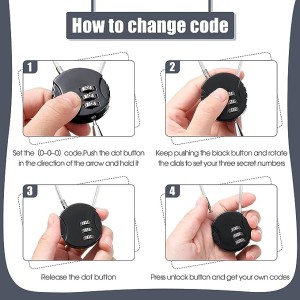 How to change code
1
2
Set the (0-0-0) code.Push the dot button
in the direction of the arrow and hold it
Keep pushing the black button and rotate
the dials to set your three secret numbers
3
4
Release the dot button
Press unlock button and get your own codes